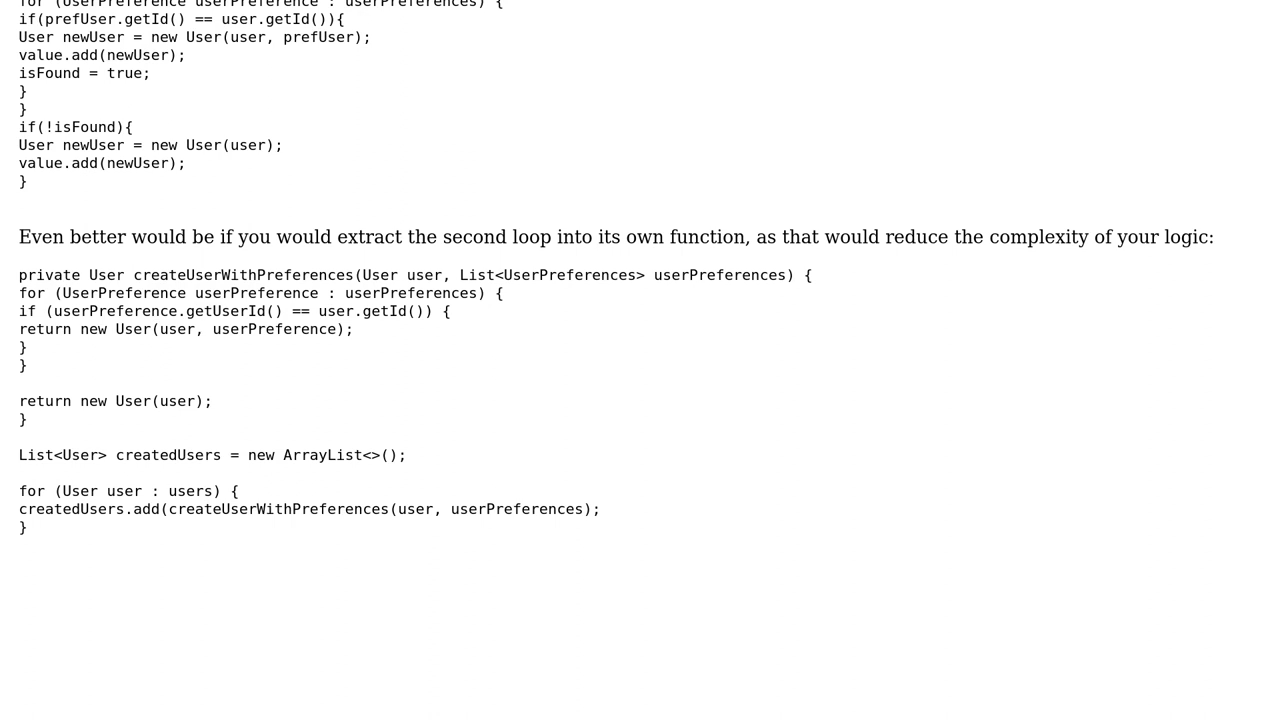 for (UserPreference userPreference : userPreferences) {
if(prefUser.getId() == user.getId()){
User newUser = new User(user, prefUser);
value.add(newUser);
isFound = true;
}
}
if(!isFound){
User newUser = new User(user);
value.add(newUser);
}
Even better would be if you would extract the second loop into its own function, as that would reduce the complexity of your logic:
private User createUserWithPreferences(User user, List<UserPreferences> userPreferences) {
for (UserPreference userPreference : userPreferences) {
if (userPreference.getUserId() == user.getId()) {
return new User(user, userPreference);
}
}
return new User(user);
}
List<User> createdUsers = new ArrayList<>();
for (User user : users) {
createdUsers.add(createUserWithPreferences(user, userPreferences);
}